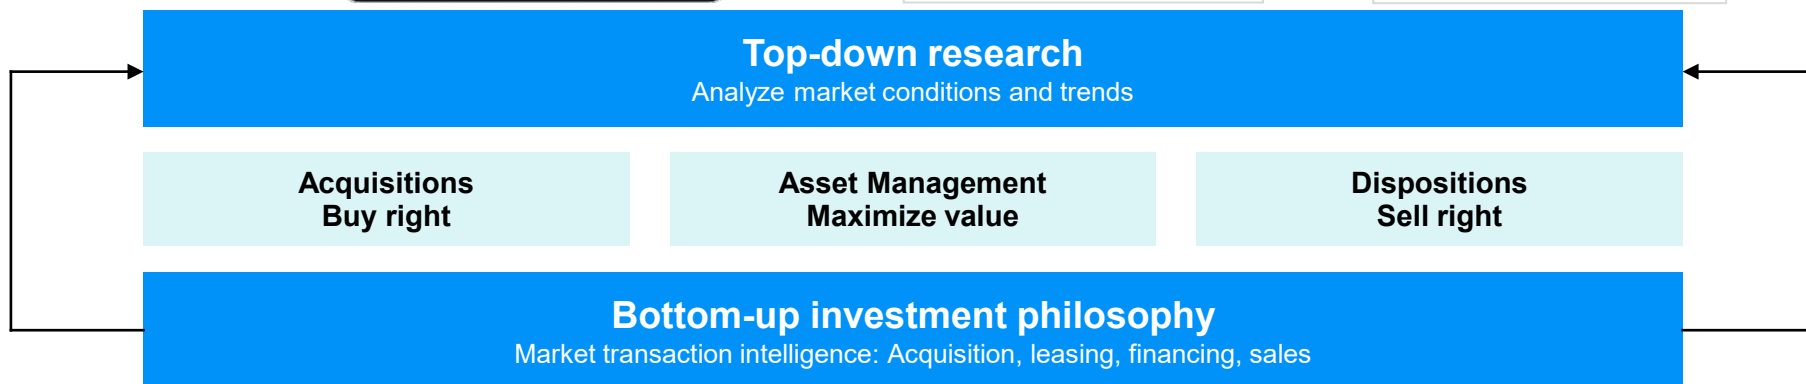 Top-down research
Analyze market conditions and trends
Acquisitions
Buy right
Asset Management
Maximize value
Dispositions
Sell right
Bottom-up investment philosophy
Market transaction intelligence: Acquisition, leasing, financing, sales